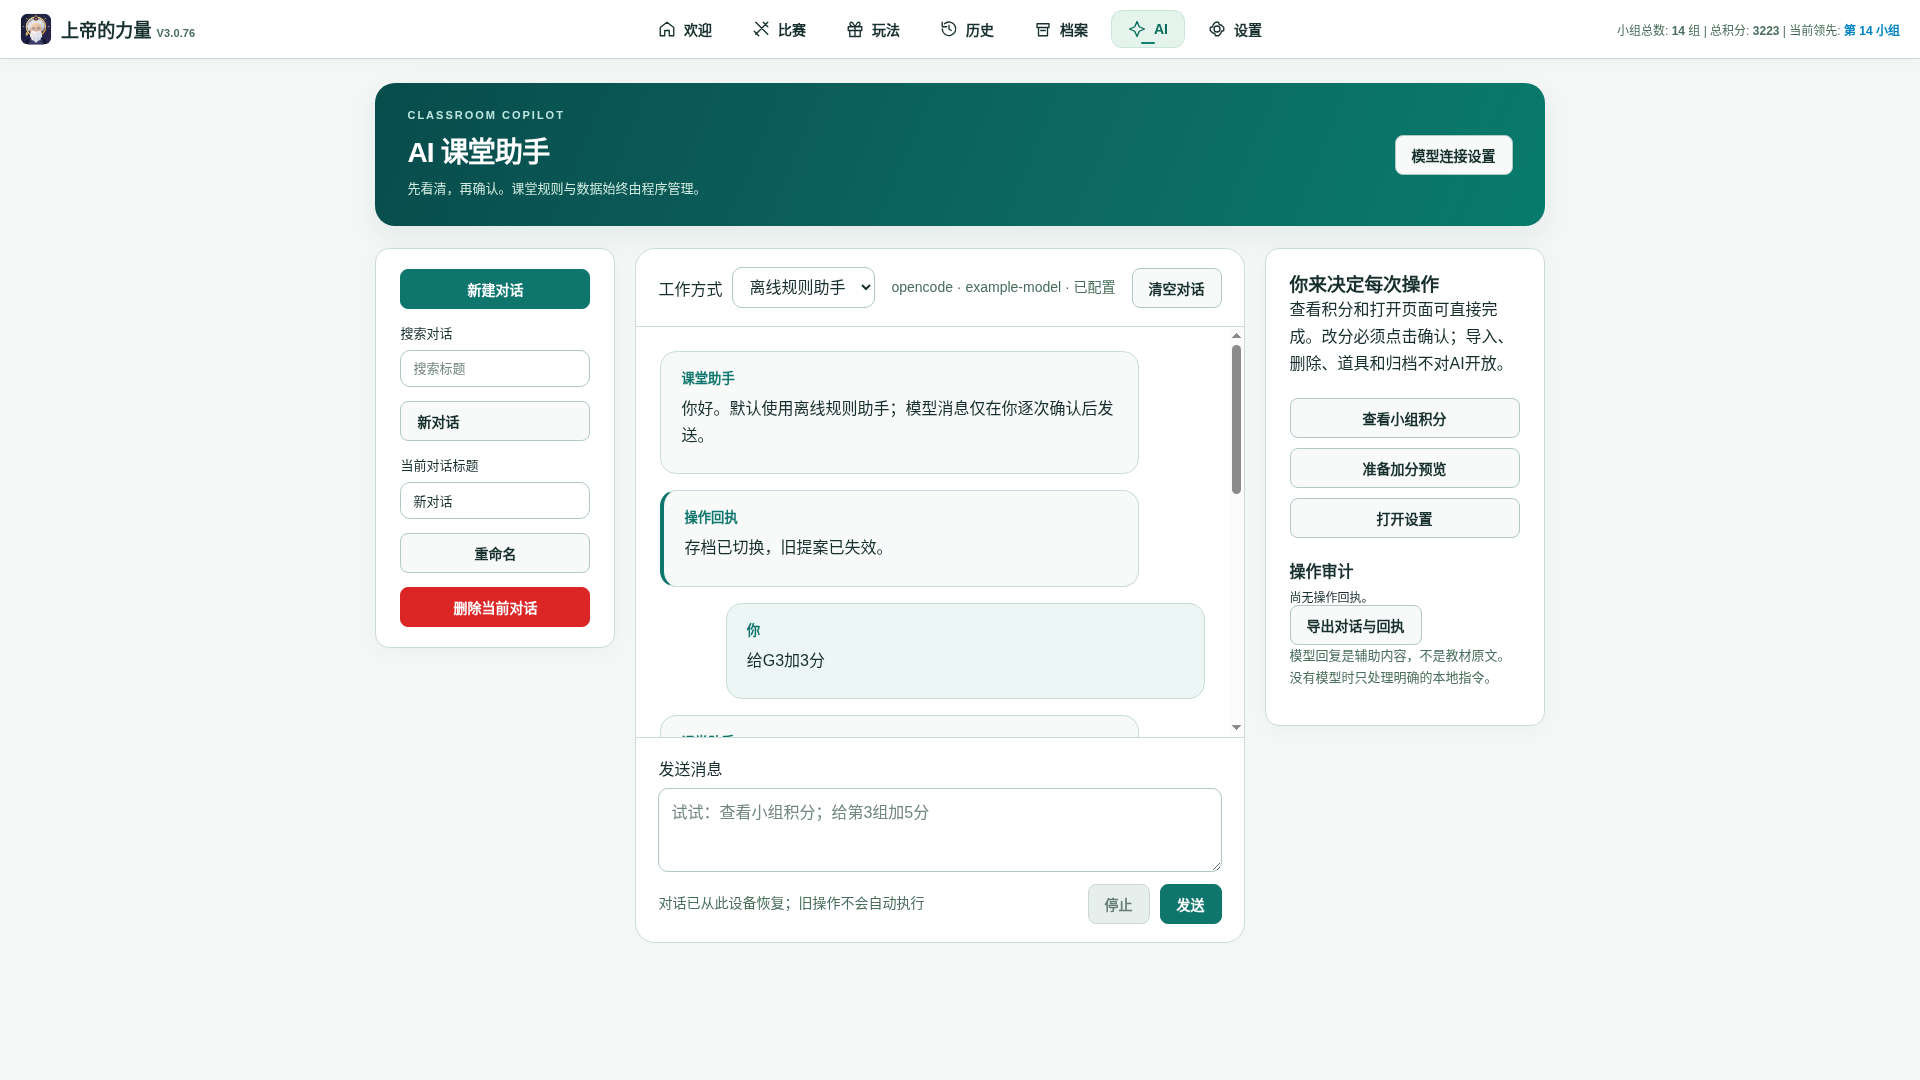 上帝的力量 V3.0.76
欢迎
比赛
玩法
历史
档案
AI
设置
小组总数: 14 组 | 总积分: 3223 | 当前领先: 第 14 小组
CLASSROOM COPILOT
AI 课堂助手
先看清，再确认。课堂规则与数据始终由程序管理。
模型连接设置
新建对话
搜索对话
搜索标题
新对话
当前对话标题
新对话
重命名
删除当前对话
工作方式
离线规则助手
opencode · example-model · 已配置
清空对话
课堂助手
你好。默认使用离线规则助手；模型消息仅在你逐次确认后发
送。
操作回执
存档已切换，旧提案已失效。
你
给G3加3分
发送消息
试试：查看小组积分；给第3组加5分
对话已从此设备恢复；旧操作不会自动执行
停止
发送
你来决定每次操作
查看积分和打开页面可直接完
成。改分必须点击确认；导入、
删除、道具和归档不对AI开放。
查看小组积分
准备加分预览
打开设置
操作审计
尚无操作回执。
导出对话与回执
模型回复是辅助内容，不是教材原文。
没有模型时只处理明确的本地指令。